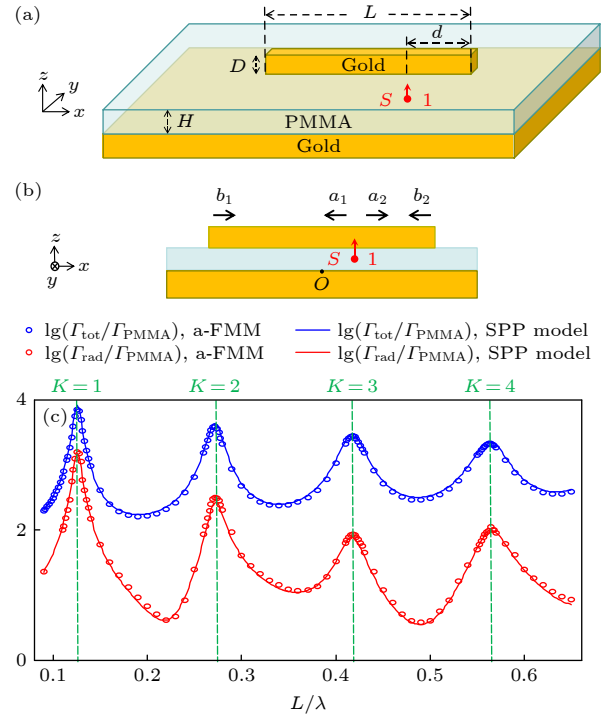 (a)
L
d
D
Gold
z
y
x
S 1
H
PMMA
Gold
(b)
b₁ a₁ a₂ b₂
z
y
x
S 1
O
lg(Γtot/ΓPMMA), a-FMM
lg(Γtot/ΓPMMA), SPP model
lg(Γrad/ΓPMMA), a-FMM
lg(Γrad/ΓPMMA), SPP model
K = 1 K = 2 K = 3 K = 4
(c)
4
2
0
0.1 0.2 0.3 0.4 0.5 0.6
L/λ